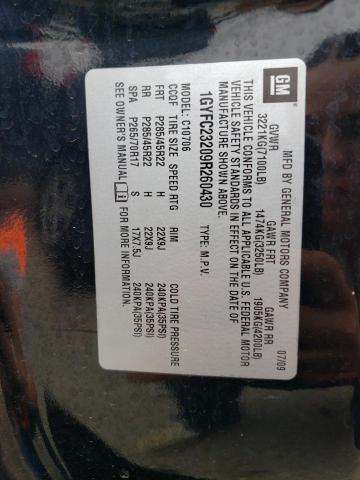 GM
MFD BY GENERAL MOTORS COMPANY 07/09
GVWR GAWR FRT GAWR RR
3221KG(7100LB) 1474KG(3250LB) 1905KG(4200LB)
THIS VEHICLE CONFORMS TO ALL APPLICABLE U.S. FEDERAL MOTOR
VEHICLE SAFETY STANDARDS IN EFFECT ON THE DATE OF
MANUFACTURE SHOWN ABOVE.
1GYFC23209R260430 TYPE: M.P.V.
MODEL: C10706
CCOF TIRE SIZE SPEED RTG RIM COLD TIRE PRESSURE
FRT P285/45R22 H 22X9J 240KPA(35PSI)
RR P285/45R22 H 22X9J 240KPA(35PSI)
SPA P265/70R17 S 17X7.5J 240KPA(35PSI)
SEE OWNER'S MANUAL FOR MORE INFORMATION.